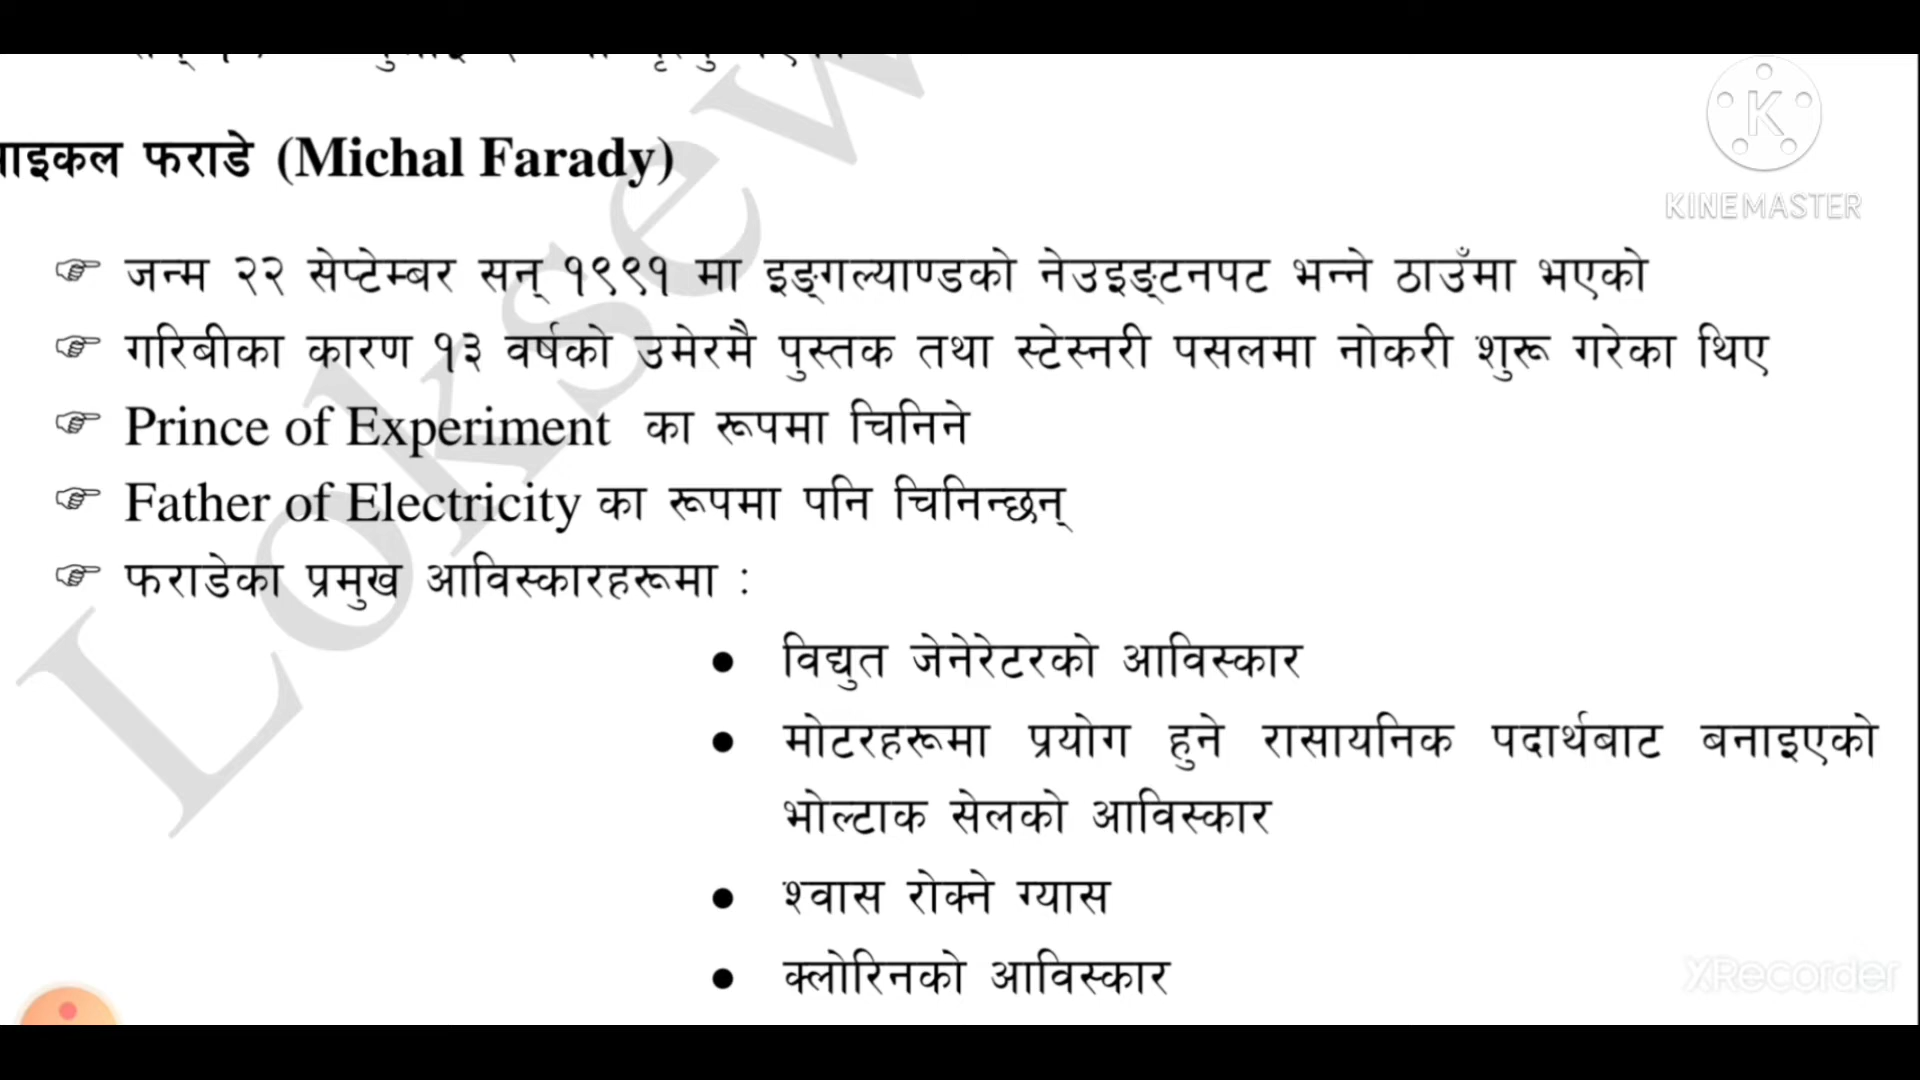 माइकल फराडे (Michal Farady)
K
KINEMASTER
जन्म २२ सेप्टेम्बर सन् १९९१ मा इङ्गल्याण्डको नेउइङ्टनपट भन्ने ठाउँमा भएको
गरिबीका कारण १३ वर्षको उमेरमै पुस्तक तथा स्टेस्नरी पसलमा नोकरी शुरू गरेका थिए
Prince of Experiment का रूपमा चिनिने
Father of Electricity का रूपमा पनि चिनिन्छन्
फराडेका प्रमुख आविस्कारहरूमा :
• विद्युत जेनेरेटरको आविस्कार
• मोटरहरूमा प्रयोग हुने रासायनिक पदार्थबाट बनाइएको
भोल्टाक सेलको आविस्कार
• श्वास रोक्ने ग्यास
• क्लोरिनको आविस्कार
Ároksew
XRecorder